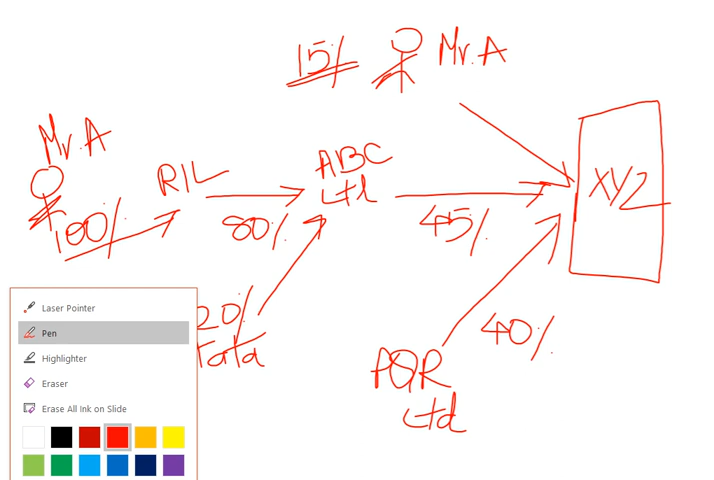 15%
Mr. A
Mr. A
100%
RIL
80%
ABC
Ltd
45%
XYZ
20%
Tata
40%
PQR
Ltd
Laser Pointer
Pen
Highlighter
Eraser
Erase All Ink on Slide